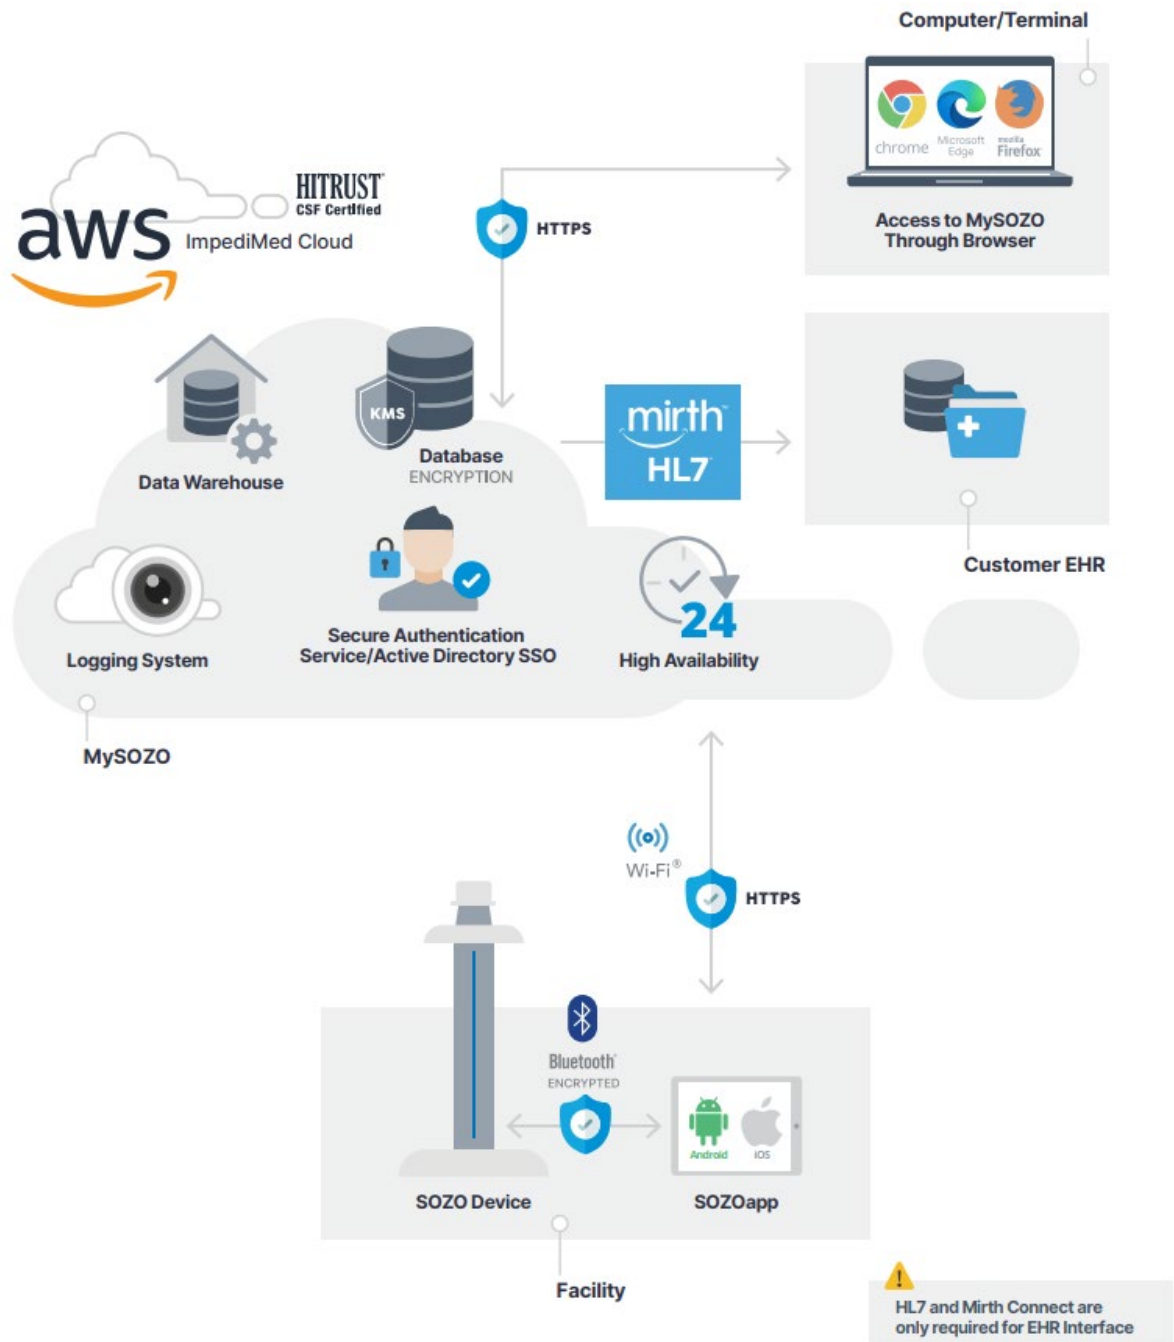 Computer/Terminal
chrome
Microsoft
Edge
mozilla
Firefox
Access to MySOZO
Through Browser
HITRUST
CSF Certified
aws
ImpediMed Cloud
HTTPS
KMS
Database
ENCRYPTION
Data Warehouse
mirth™
HL7
Customer EHR
Logging System
Secure Authentication
Service/Active Directory SSO
24
High Availability
MySOZO
Wi-Fi®
HTTPS
Bluetooth
ENCRYPTED
Android
iOS
SOZO Device
SOZOapp
Facility
!
HL7 and Mirth Connect are
only required for EHR Interface